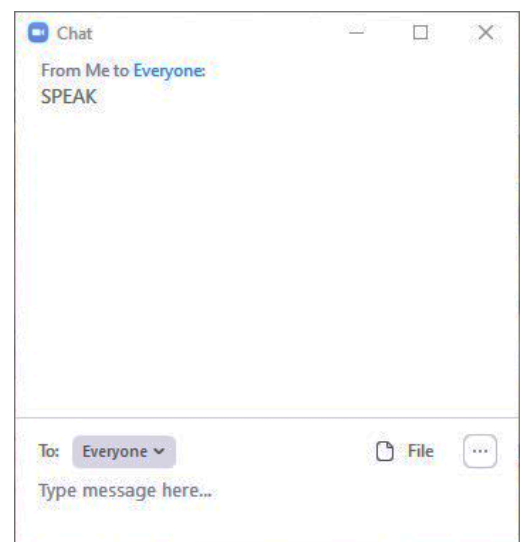 Chat
From Me to Everyone:
SPEAK
To: Everyone File ...
Type message here...